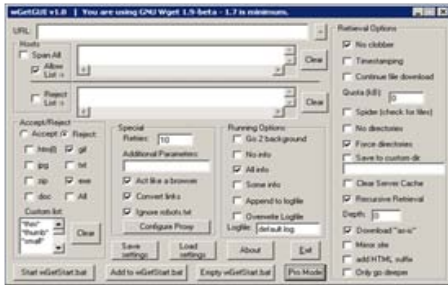 wGetGUI v1.0 | You are using GNU Wget 1.9-beta - 1.7 is minimum.
URL
Hosts
Span All
Allow List ->
Clear
Reject List ->
Clear
Accept/Reject
Accept
Reject:
html
gif
jpg
txt
zip
exe
doc
All
Custom list:
"this"
"thumb"
"small"
Clear
Special
Retries: 10
Additional Parameters:
Act like a browser
Convert links
Ignore robots.txt
Configure Proxy
Running Options
Go 2 background
No info
All info
Some info
Append to logfile
Overwrite Logfile
Logfile: default.log
Save settings
Load settings
About
Exit
Start wGetStart.bat
Add to wGetStart.bat
Empty wGetStart.bat
Pro Mode
Retrieval Options
No clobber
Timestamping
Continue file download
Quota (kB): 0
Spider (check for files)
No directories
Force directories
Save to custom dir:
Clear Server Cache
Recursive Retrieval
Depth: 0
Download "as-is"
Mirror site
add HTML suffix
Only go deeper